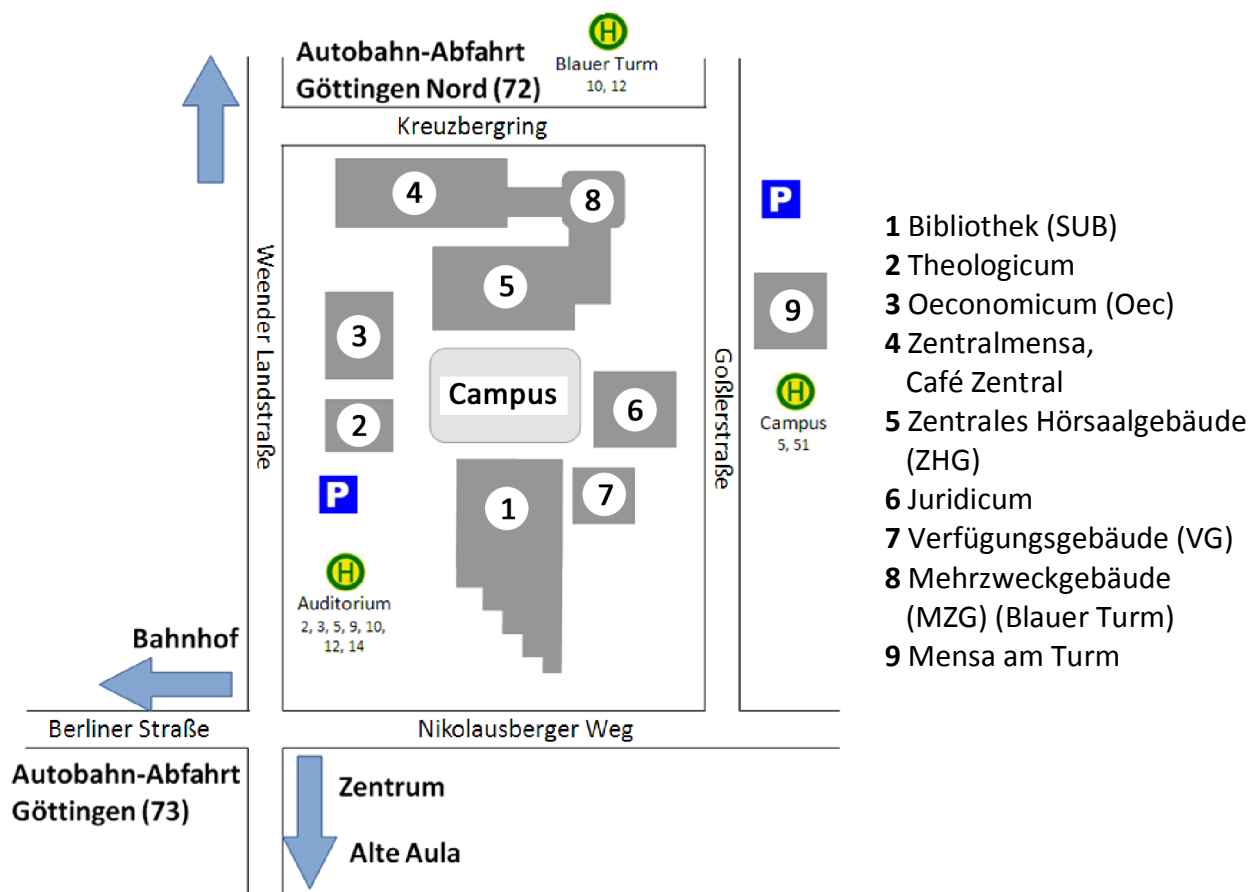 H
Autobahn-Abfahrt
Göttingen Nord (72)
Blauer Turm
10, 12
Kreuzbergring
Weender Landstraße
Goßlerstraße
4
8
5
3
2
Campus
6
1
7
P
9
H
Campus
5, 51
P
H
Auditorium
2, 3, 5, 9, 10,
12, 14
Bahnhof
Berliner Straße
Nikolausberger Weg
Autobahn-Abfahrt
Göttingen (73)
Zentrum
Alte Aula
1 Bibliothek (SUB)
2 Theologicum
3 Oeconomicum (Oec)
4 Zentralmensa,
Café Zentral
5 Zentrales Hörsaalgebäude
(ZHG)
6 Juridicum
7 Verfügungsgebäude (VG)
8 Mehrzweckgebäude
(MZG) (Blauer Turm)
9 Mensa am Turm